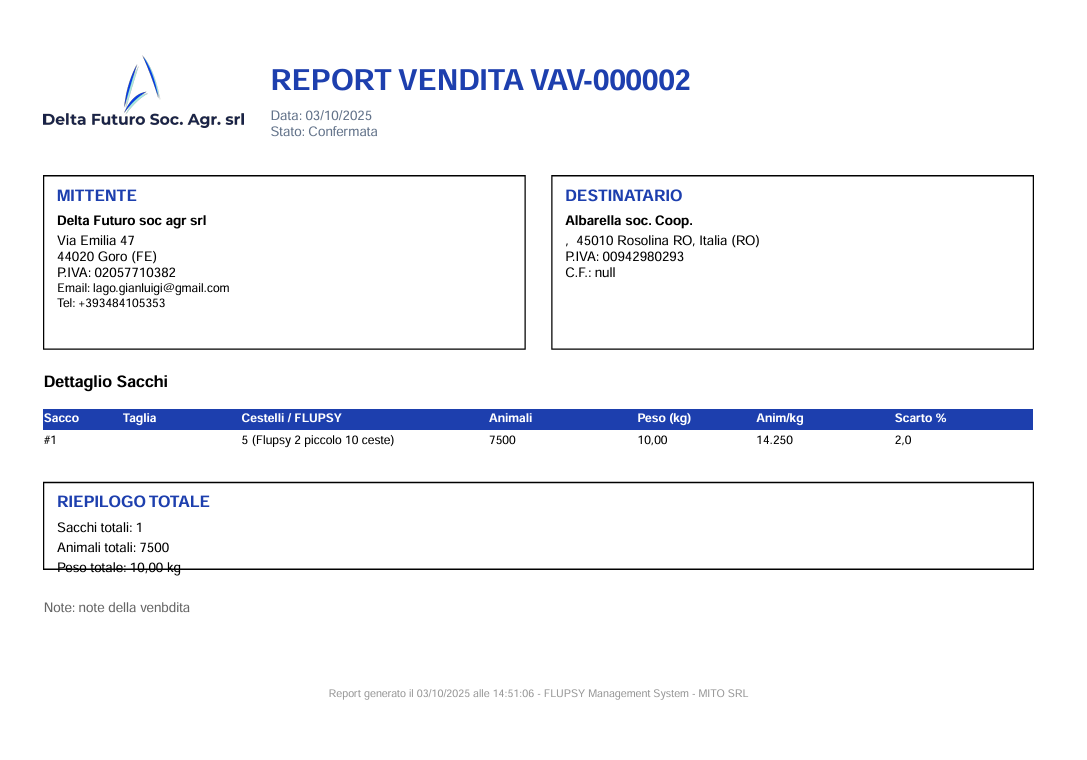 Delta Futuro Soc. Agr. srl
REPORT VENDITA VAV-000002
Data: 03/10/2025
Stato: Confermata
MITTENTE
Delta Futuro soc agr srl
Via Emilia 47
44020 Goro (FE)
P.IVA: 02057710382
Email: lago.gianluigi@gmail.com
Tel: +393484105353
DESTINATARIO
Albarella soc. Coop.
, 45010 Rosolina RO, Italia (RO)
P.IVA: 00942980293
C.F.: null
Dettaglio Sacchi
Sacco Taglia Cestelli / FLUPSY Animali Peso (kg) Anim/kg Scarto %
#1 5 (Flupsy 2 piccolo 10 ceste) 7500 10,00 14.250 2,0
RIEPILOGO TOTALE
Sacchi totali: 1
Animali totali: 7500
Peso totale: 10,00 kg
Note: note della venbdita
Report generato il 03/10/2025 alle 14:51:06 - FLUPSY Management System - MITO SRL